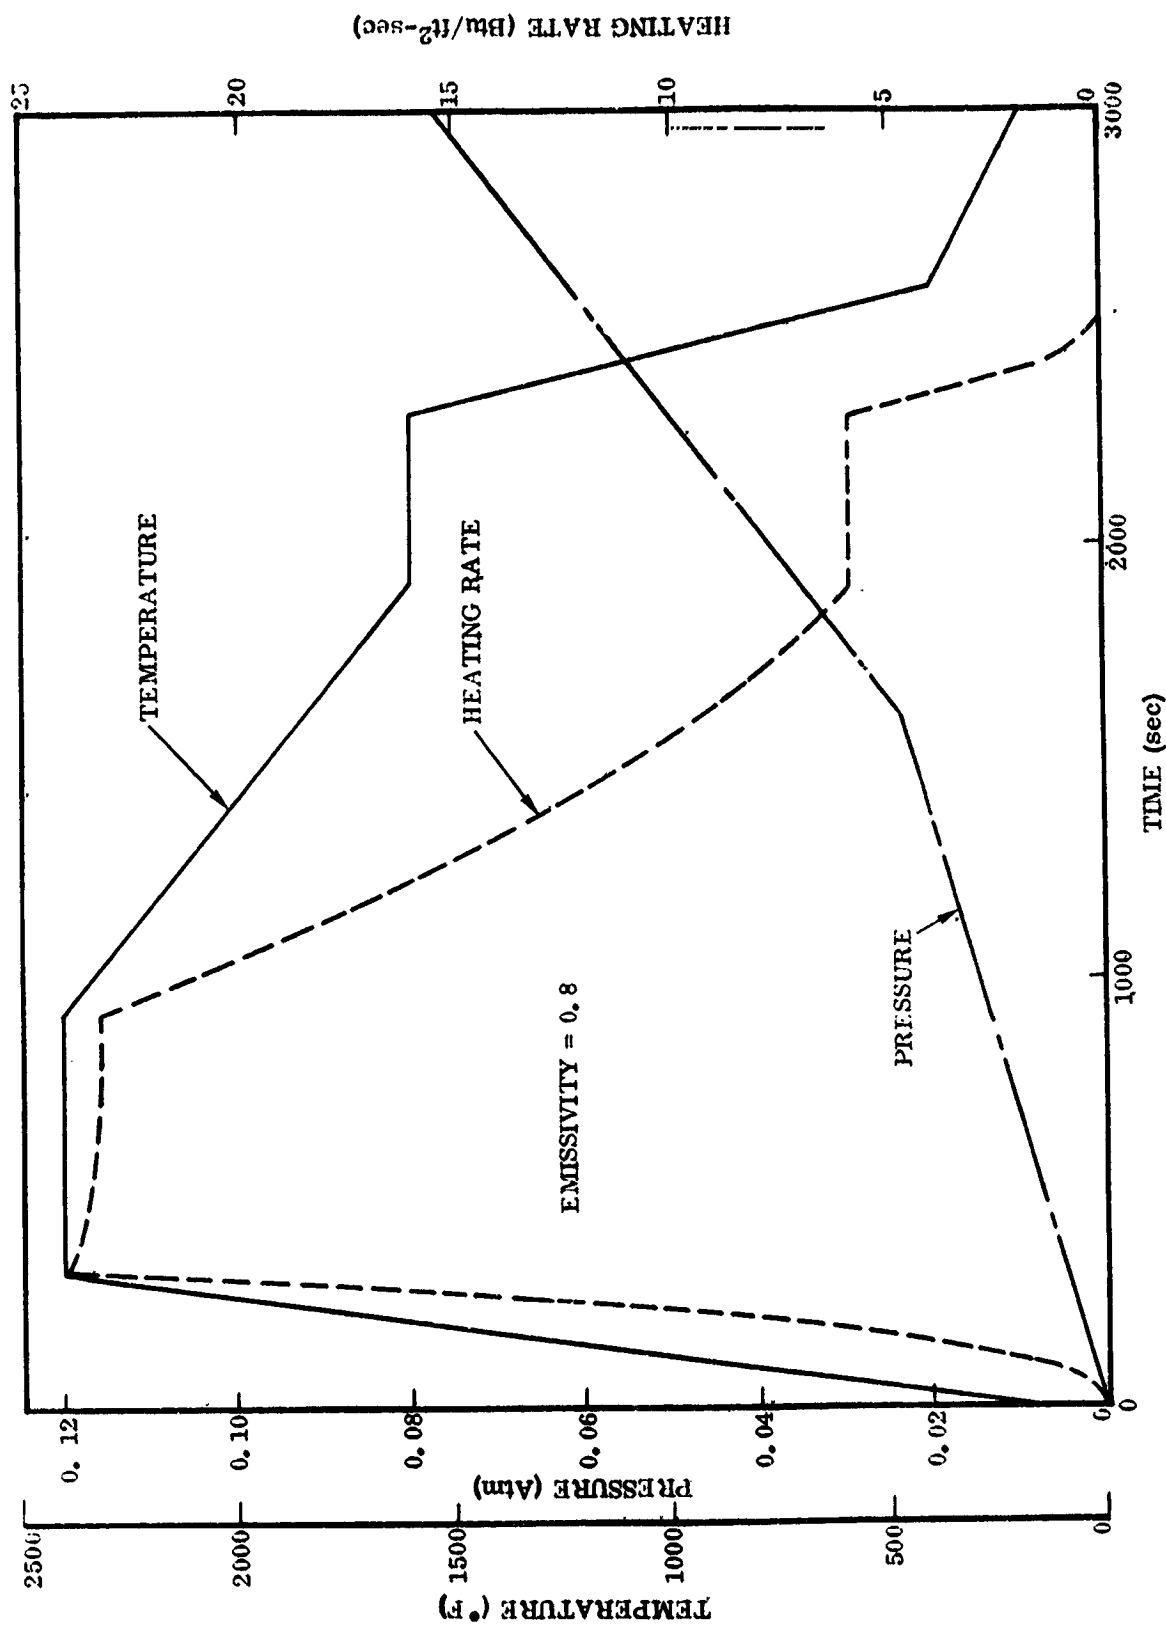 HEATING RATE (Btu/ft²-sec)
25
20
15
10
5
0
TEMPERATURE
HEATING RATE
EMISSIVITY = 0.8
PRESSURE
0.12
0.10
0.08
0.06
0.04
0.02
0
PRESSURE (Atm)
2500
2000
1500
1000
500
0
TEMPERATURE (°F)
0
1000
2000
3000
TIME (sec)